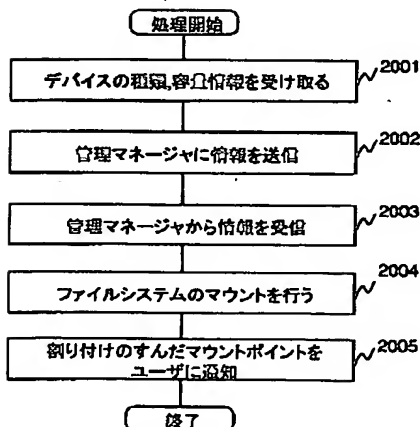 処理開始
デバイスの種類,容量情報を受け取る
2001
管理マネージャに情報を送信
2002
管理マネージャから情報を受信
2003
ファイルシステムのマウントを行う
2004
割り付けのすんだマウントポイントを
ユーザに通知
2005
終了